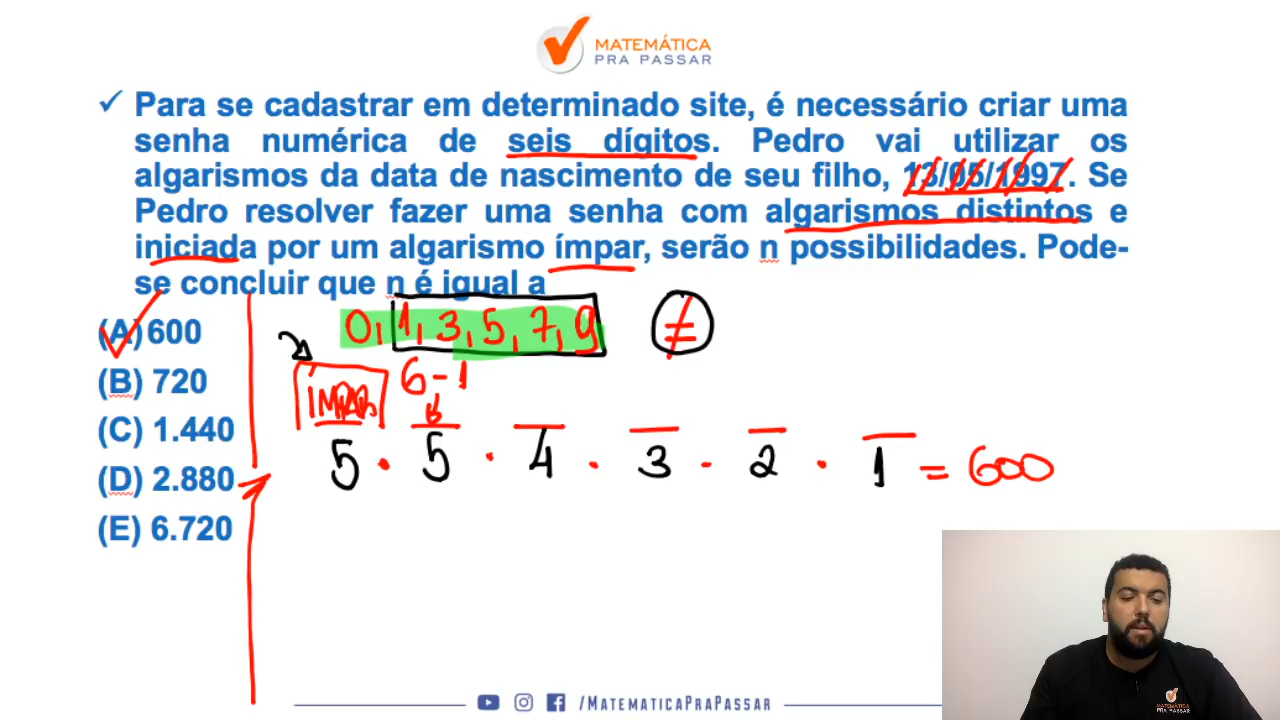 MATEMÁTICA
PRA PASSAR
✓ Para se cadastrar em determinado site, é necessário criar uma
senha numérica de seis dígitos. Pedro vai utilizar os
algarismos da data de nascimento de seu filho, 13/05/1997. Se
Pedro resolver fazer uma senha com algarismos distintos e
iniciada por um algarismo ímpar, serão n possibilidades. Pode-
se concluir que n é igual a
(A) 600
(B) 720
(C) 1.440
(D) 2.880
(E) 6.720
0, 1, 3, 5, 7, 9 ≠
6 - 1
5 · 5 · 4 · 3 · 2 · 1 = 600
/MATEMATICAPRAPASSAR
MATEMÁTICA
PRA PASSAR